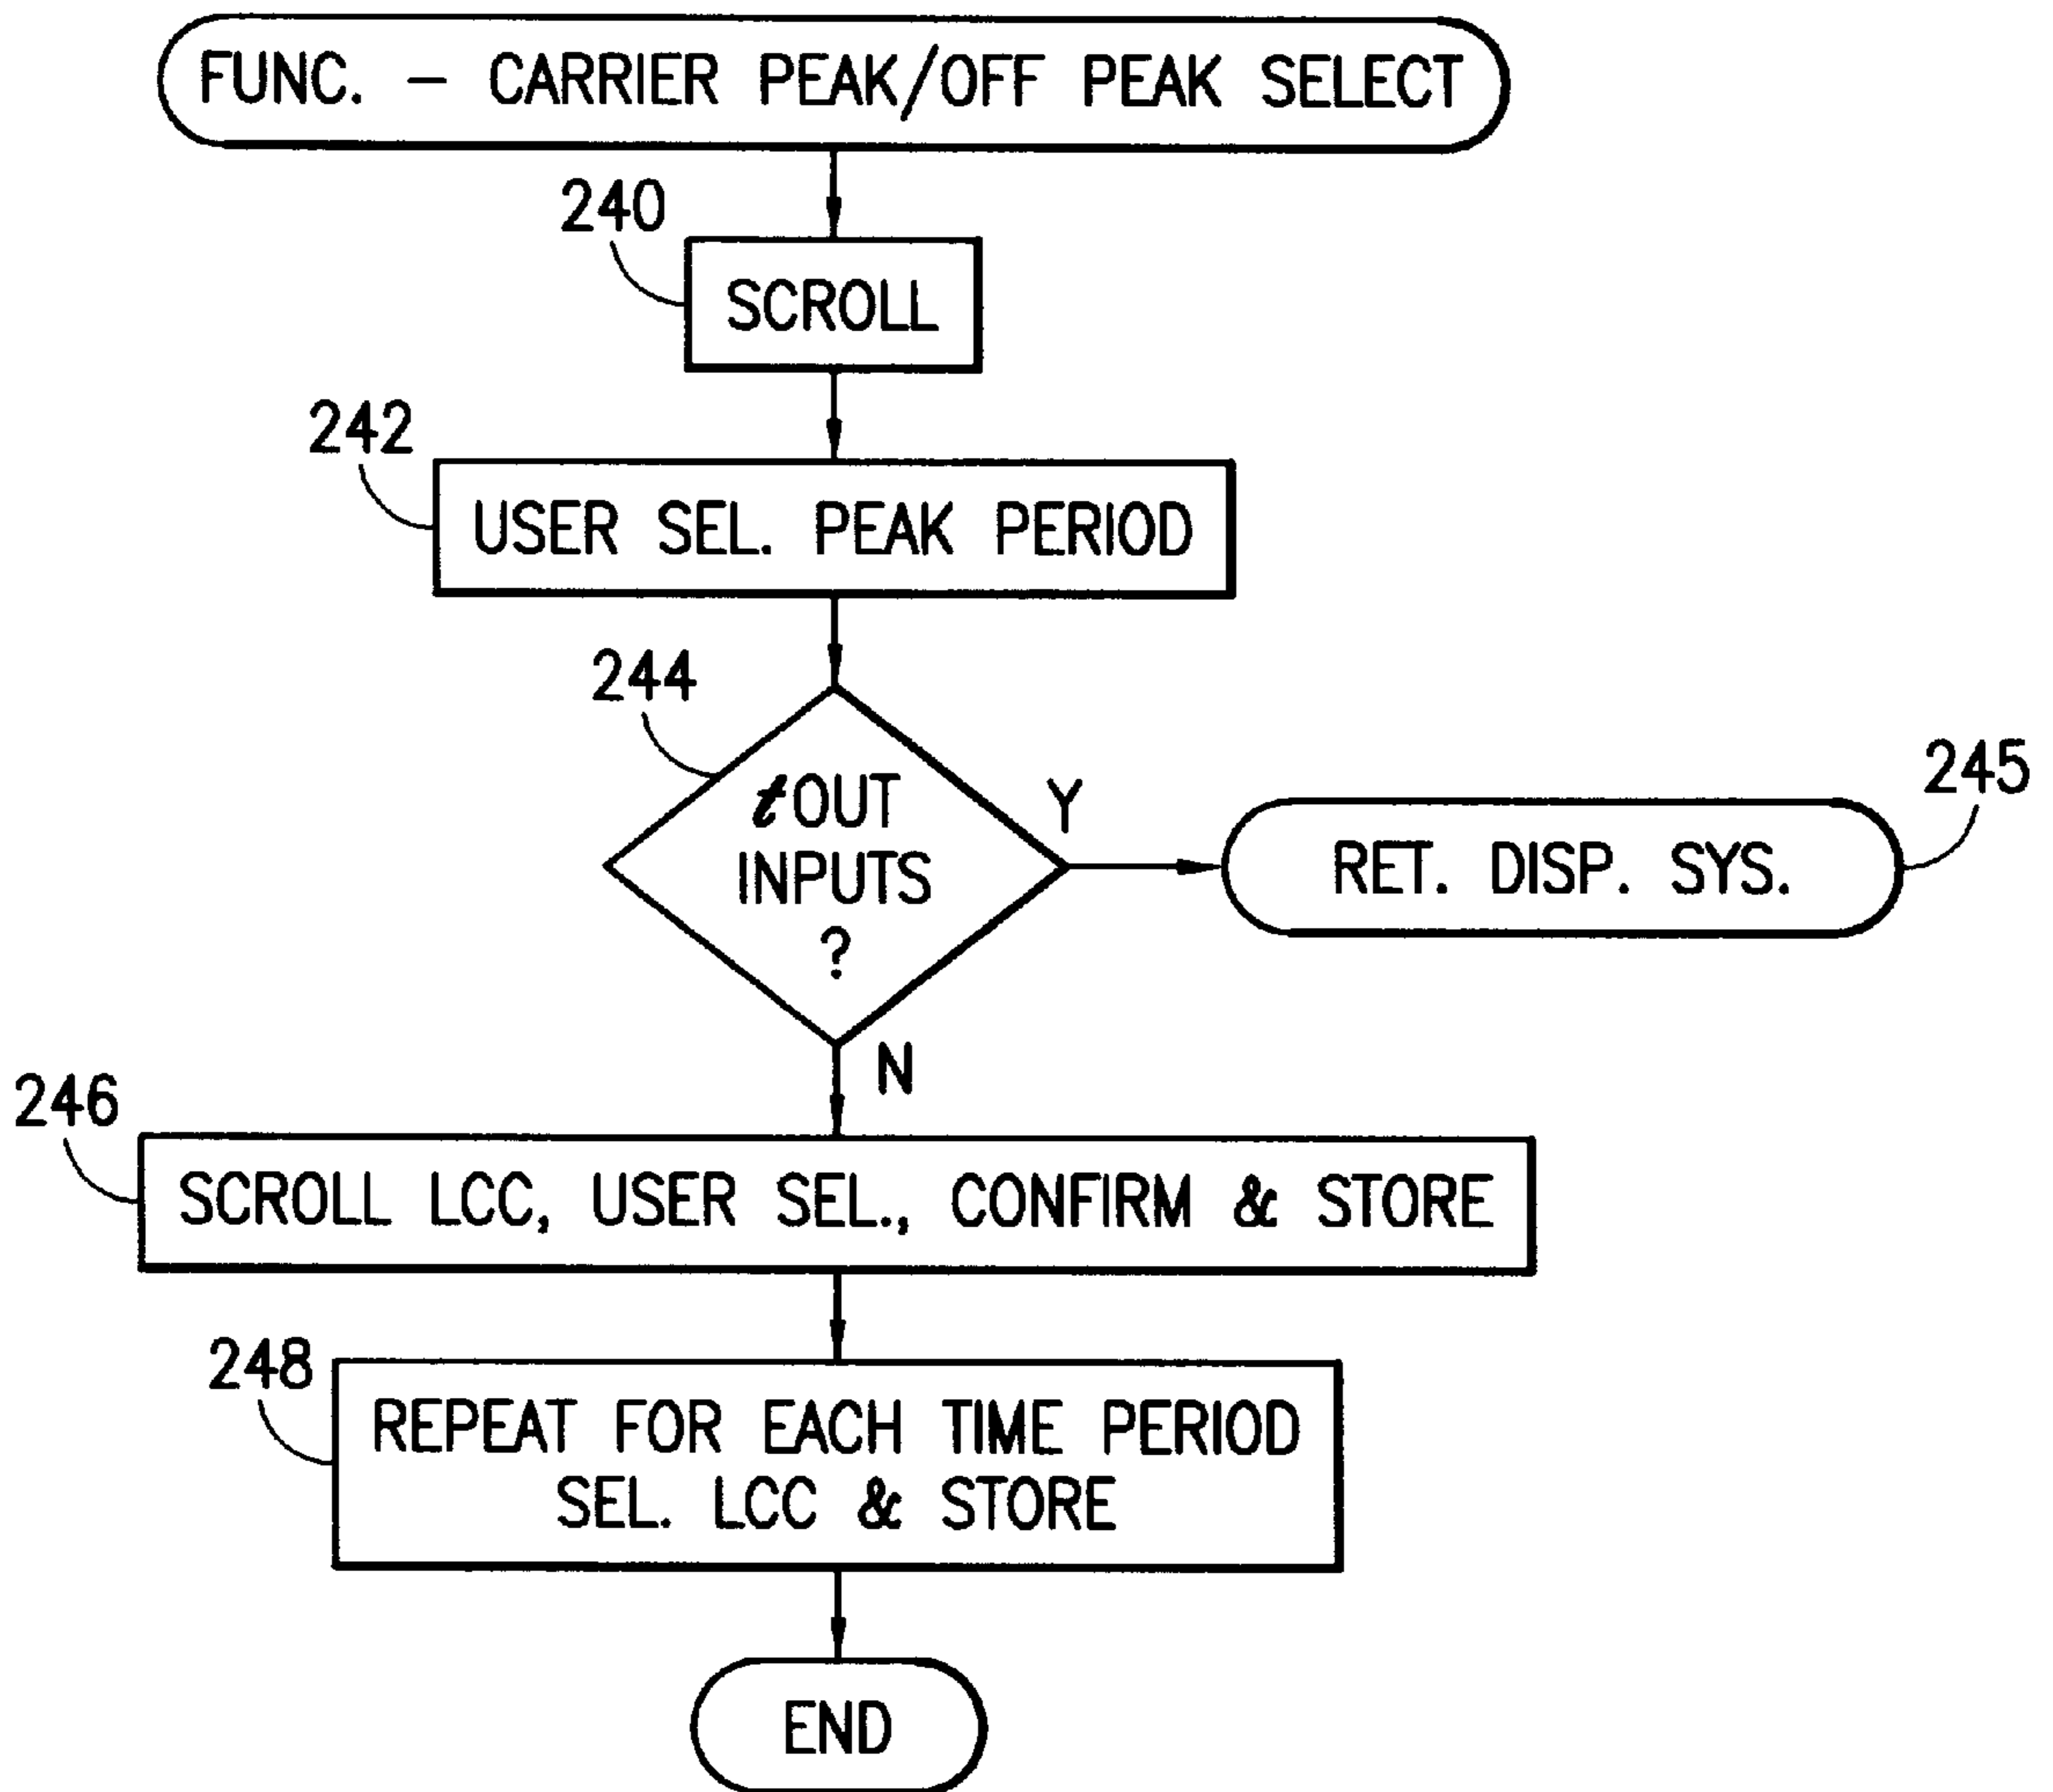 FUNC. – CARRIER PEAK/OFF PEAK SELECT
240
SCROLL
242
USER SEL. PEAK PERIOD
244
tOUT
INPUTS
?
Y
245
RET. DISP. SYS.
N
246
SCROLL LCC, USER SEL., CONFIRM & STORE
248
REPEAT FOR EACH TIME PERIOD
SEL. LCC & STORE
END